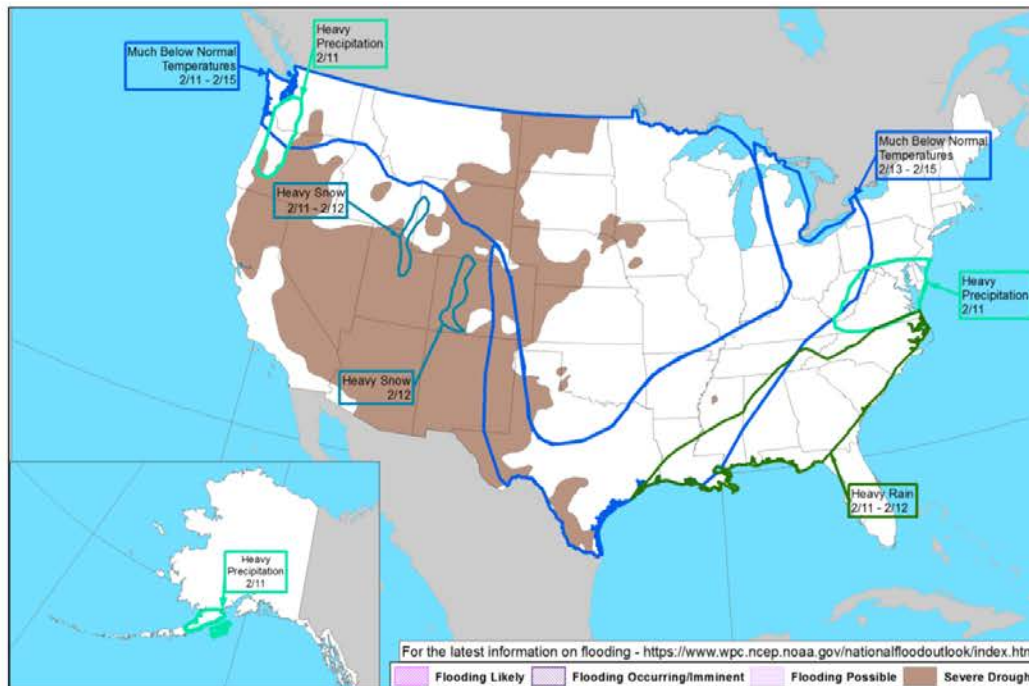 Heavy
Precipitation
2/11
Much Below Normal
Temperatures
2/11 - 2/15
Much Below Normal
Temperatures
2/13 - 2/15
Heavy Snow
2/11 - 2/12
Heavy
Precipitation
2/11
Heavy Snow
2/12
Heavy Rain
2/11 - 2/12
Heavy
Precipitation
2/11
For the latest information on flooding - https://www.wpc.ncep.noaa.gov/nationalfloodoutlook/index.htm
Flooding Likely Flooding Occurring/Imminent Flooding Possible Severe Drough